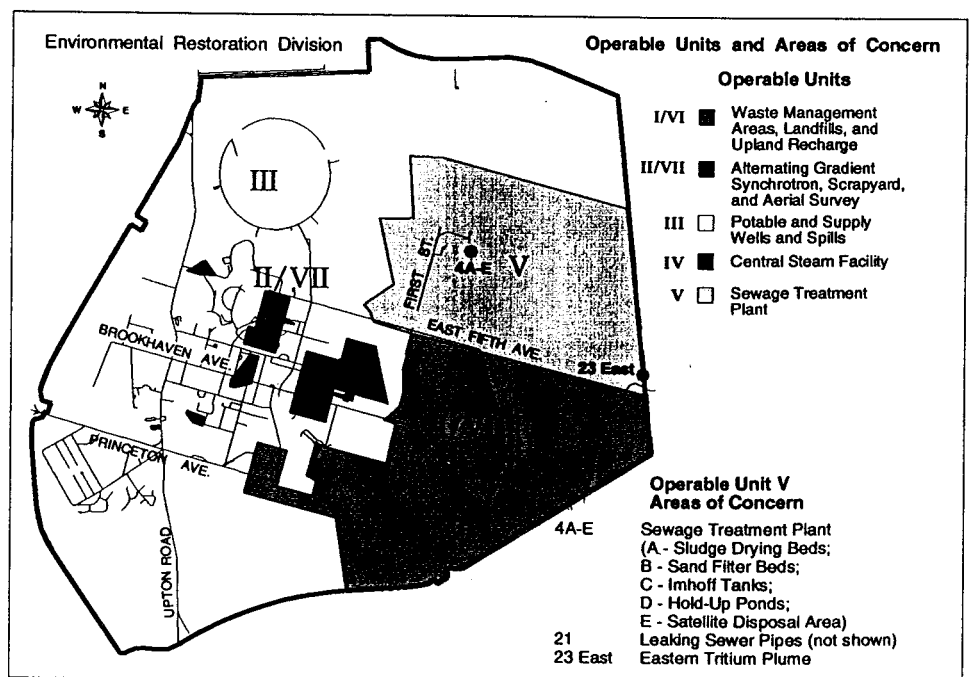 Environmental Restoration Division
N
W
E
S
III
II/VII
FIRST ST.
4A-E
V
EAST FIFTH AVE.
BROOKHAVEN AVE.
23 East
PRINCETON AVE.
UPTON ROAD
Operable Units and Areas of Concern
Operable Units
I/VI Waste Management
Areas, Landfills, and
Upland Recharge
II/VII Alternating Gradient
Synchrotron, Scrapyard,
and Aerial Survey
III Potable and Supply
Wells and Spills
IV Central Steam Facility
V Sewage Treatment
Plant
Operable Unit V
Areas of Concern
4A-E Sewage Treatment Plant
(A - Sludge Drying Beds;
B - Sand Filter Beds;
C - Imhoff Tanks;
D - Hold-Up Ponds;
E - Satellite Disposal Area)
21 Leaking Sewer Pipes (not shown)
23 East Eastern Tritium Plume